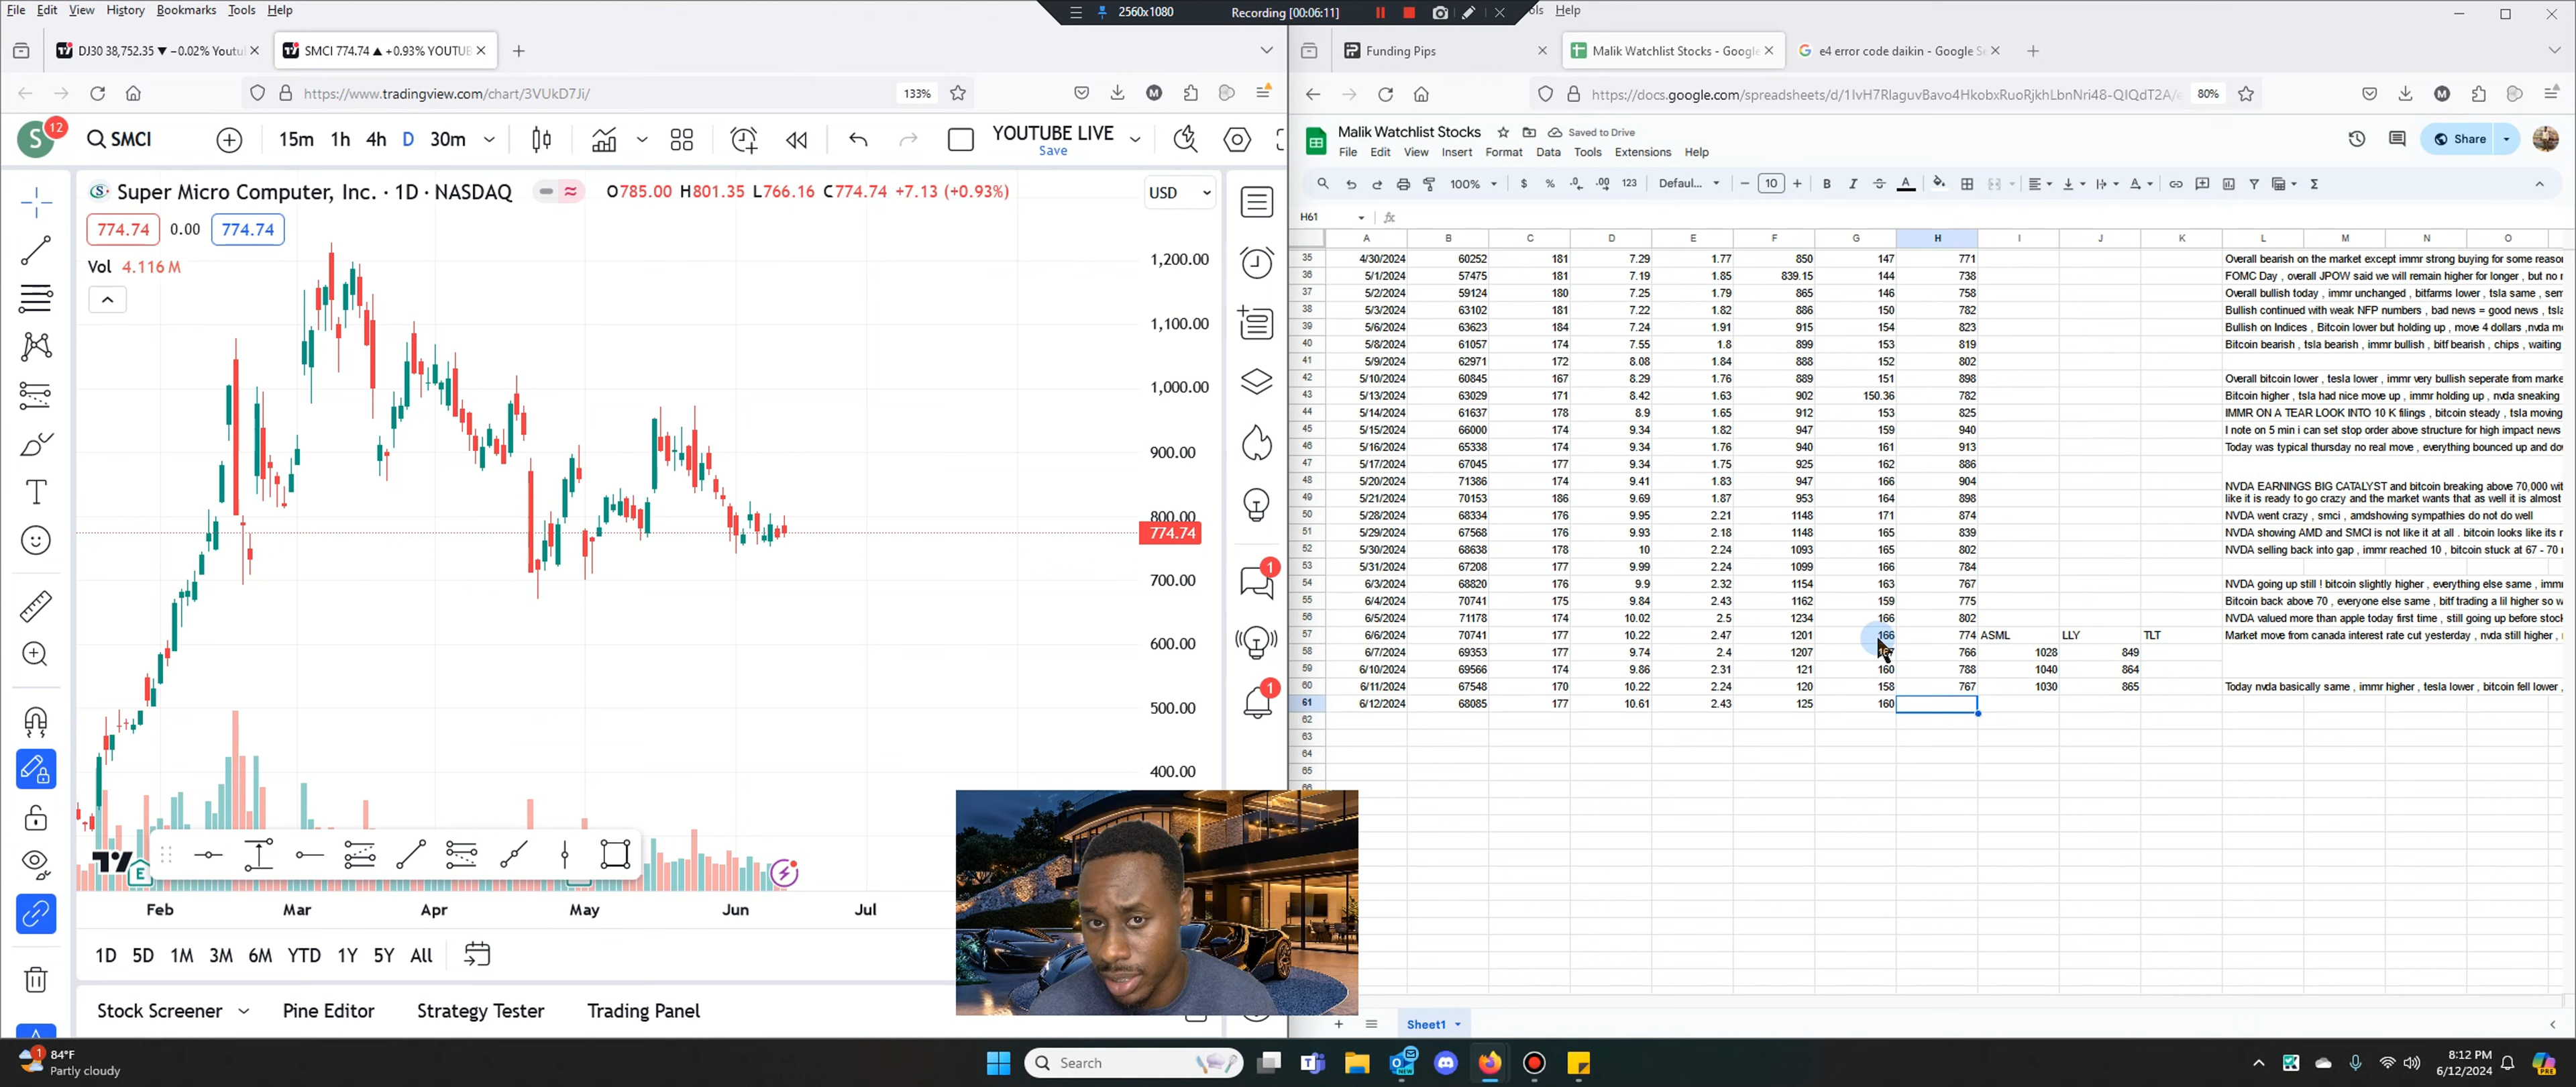 File Edit View History Bookmarks Tools Help
2560x1080
Recording [00:06:11]
ols Help
DJ30 38,752.35 ▼ −0.02% Youtu
SMCI 774.74 ▲ +0.93% YOUTUB
Funding Pips
Malik Watchlist Stocks - Google
e4 error code daikin - Google Se
https://www.tradingview.com/chart/3VUkD7Ji/
133%
80%
S
12
SMCI
15m 1h 4h D 30m
YOUTUBE LIVE
Save
Malik Watchlist Stocks
Saved to Drive
File Edit View Insert Format Data Tools Extensions Help
Share
100% $ % .0 .00 123 Defaul... 10 B I A
Super Micro Computer, Inc. · 1D · NASDAQ
O785.00 H801.35 L766.16 C774.74 +7.13 (+0.93%)
USD
774.74 0.00 774.74
Vol 4.116 M
H61
fx
A B C D E F G H I J K L M N O
35 4/30/2024 60252 181 7.29 1.77 850 147 771 Overall bearish on the market except immr strong buying for some reaso
36 5/1/2024 57475 181 7.19 1.85 839.15 144 738 FOMC Day , overall JPOW said we will remain higher for longer , but no r
37 5/2/2024 59124 180 7.25 1.79 865 146 758 Overall bullish today , immr unchanged , bitfarms lower , tsla same , sem
38 5/3/2024 63102 181 7.22 1.82 886 150 782 Bullish continued with weak NFP numbers , bad news = good news , tsla
39 5/6/2024 63623 184 7.24 1.91 915 154 823 Bullish on Indices , Bitcoin lower but holding up , move 4 dollars ,nvda mo
40 5/8/2024 61057 174 7.55 1.8 899 153 819 Bitcoin bearish , tsla bearish , immr bullish , bitf bearish , chips , waiting
41 5/9/2024 62971 172 8.08 1.84 888 152 802
42 5/10/2024 60845 167 8.29 1.76 889 151 898 Overall bitcoin lower , tesla lower , immr very bullish seperate from marke
43 5/13/2024 63029 171 8.42 1.63 902 150.36 782 Bitcoin higher , tsla had nice move up , immr holding up , nvda sneaking
44 5/14/2024 61637 178 8.9 1.65 912 153 825 IMMR ON A TEAR LOOK INTO 10 K filings , bitcoin steady , tsla moving
45 5/15/2024 66000 174 9.34 1.82 947 159 940 I note on 5 min i can set stop order above structure for high impact news
46 5/16/2024 65338 174 9.34 1.76 940 161 913 Today was typical thursday no real move , everything bounced up and do
47 5/17/2024 67045 177 9.34 1.75 925 162 886
48 5/20/2024 71386 174 9.41 1.83 947 166 904
NVDA EARNINGS BIG CATALYST and bitcoin breaking above 70,000 wit
49 5/21/2024 70153 186 9.69 1.87 953 164 898 like it is ready to go crazy and the market wants that as well it is almost
50 5/28/2024 68334 176 9.95 2.21 1148 171 874 NVDA went crazy , smci , amdshowing sympathies do not do well
51 5/29/2024 67568 176 9.93 2.18 1148 165 839 NVDA showing AMD and SMCI is not like it at all . bitcoin looks like its r
52 5/30/2024 68638 178 10 2.24 1093 165 802 NVDA selling back into gap , immr reached 10 , bitcoin stuck at 67 - 70 r
53 5/31/2024 67208 177 9.99 2.24 1099 166 784
54 6/3/2024 68820 176 9.9 2.32 1154 163 767 NVDA going up still ! bitcoin slightly higher , everything else same , immr
55 6/4/2024 70741 175 9.84 2.43 1162 159 775 Bitcoin back above 70 , everyone else same , bitf trading a lil higher so w
56 6/5/2024 71178 174 10.02 2.5 1224 166 802 NVDA valued more than apple today first time , still going up before stock
57 6/6/2024 70741 177 10.22 2.47 1201 166 774 ASML LLY TLT Market move from canada interest rate cut yesterday , nvda still higher ,
58 6/7/2024 69353 177 9.74 2.4 1207 766 1028 849
59 6/10/2024 69566 174 9.86 2.31 121 160 788 1040 864
60 6/11/2024 67548 170 10.22 2.24 120 158 767 1030 865 Today nvda basically same , immr higher , tesla lower , bitcoin fell lower ,
61 6/12/2024 68085 177 10.61 2.43 125 160
62
63
64
65
66
1,200.00
1,100.00
1,000.00
900.00
800.00
774.74
700.00
600.00
500.00
400.00
1
1
E
Feb Mar Apr May Jun Jul
1D 5D 1M 3M 6M YTD 1Y 5Y All
Stock Screener Pine Editor Strategy Tester Trading Panel
Sheet1
1
84°F
Partly cloudy
Search
8:12 PM
6/12/2024